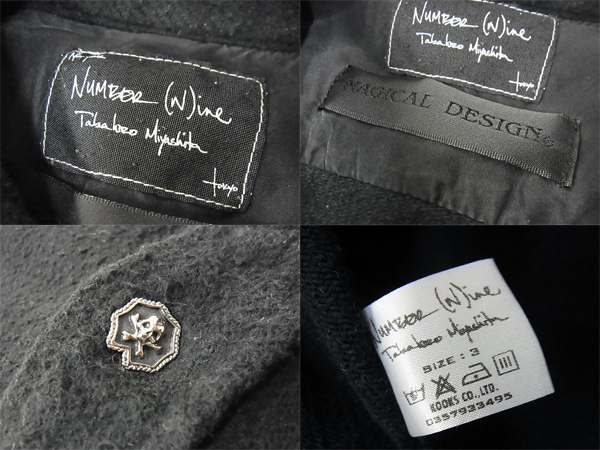 NUMBER (N)ine
Takahiro Miyashita
TOKYO
NUMBER (N)ine
Takahiro Miyashita
TOKYO
MAGICAL DESIGN
NUMBER (N)ine
Takahiro Miyashita
SIZE : 3
KOOKS CO.,LTD.
0357933495